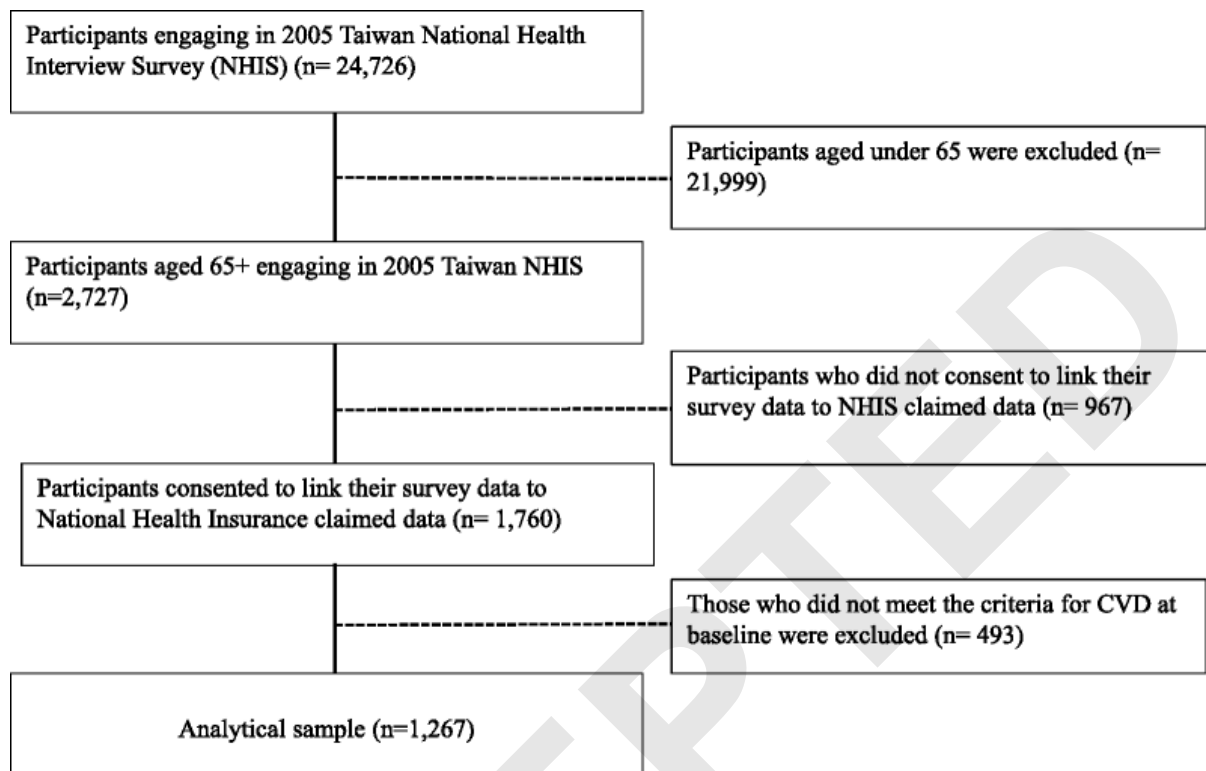 Participants engaging in 2005 Taiwan National Health
Interview Survey (NHIS) (n= 24,726)
Participants aged under 65 were excluded (n=
21,999)
Participants aged 65+ engaging in 2005 Taiwan NHIS
(n=2,727)
Participants who did not consent to link their
survey data to NHIS claimed data (n= 967)
Participants consented to link their survey data to
National Health Insurance claimed data (n= 1,760)
Those who did not meet the criteria for CVD at
baseline were excluded (n= 493)
Analytical sample (n=1,267)
PTED